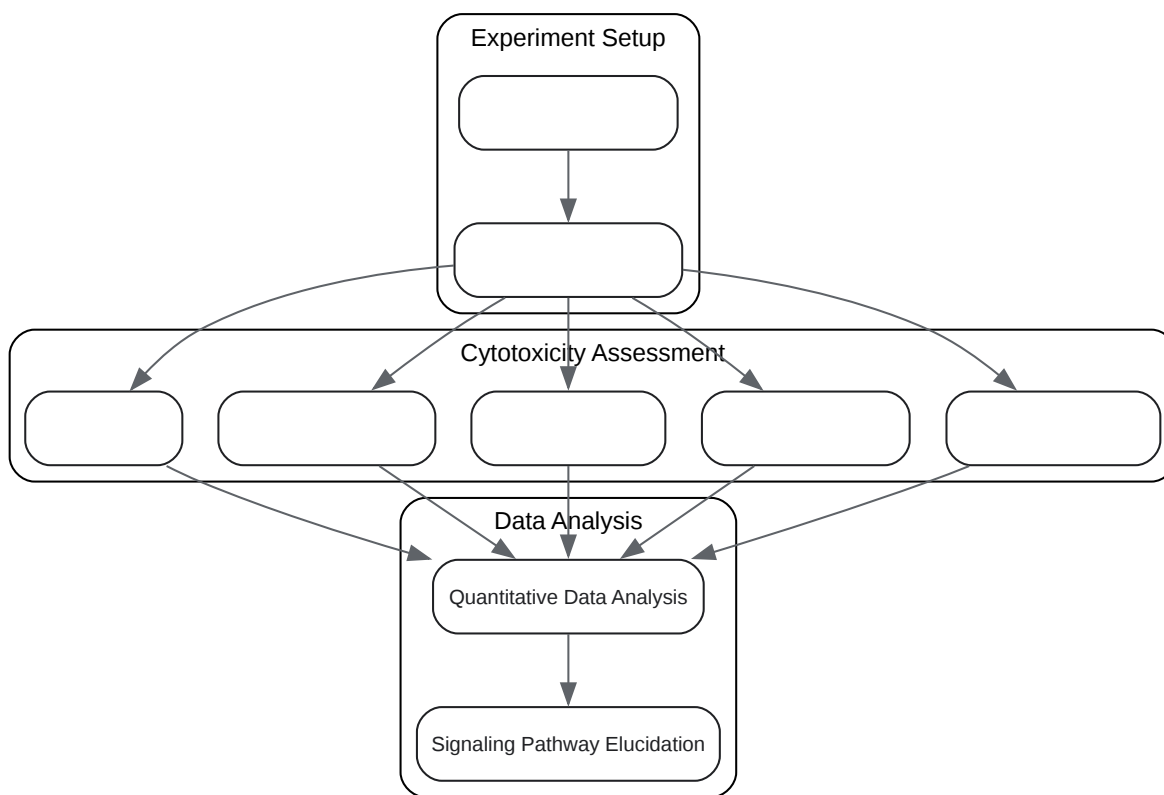 Experiment Setup
Cytotoxicity Assessment
Data Analysis
Quantitative Data Analysis
Signaling Pathway Elucidation